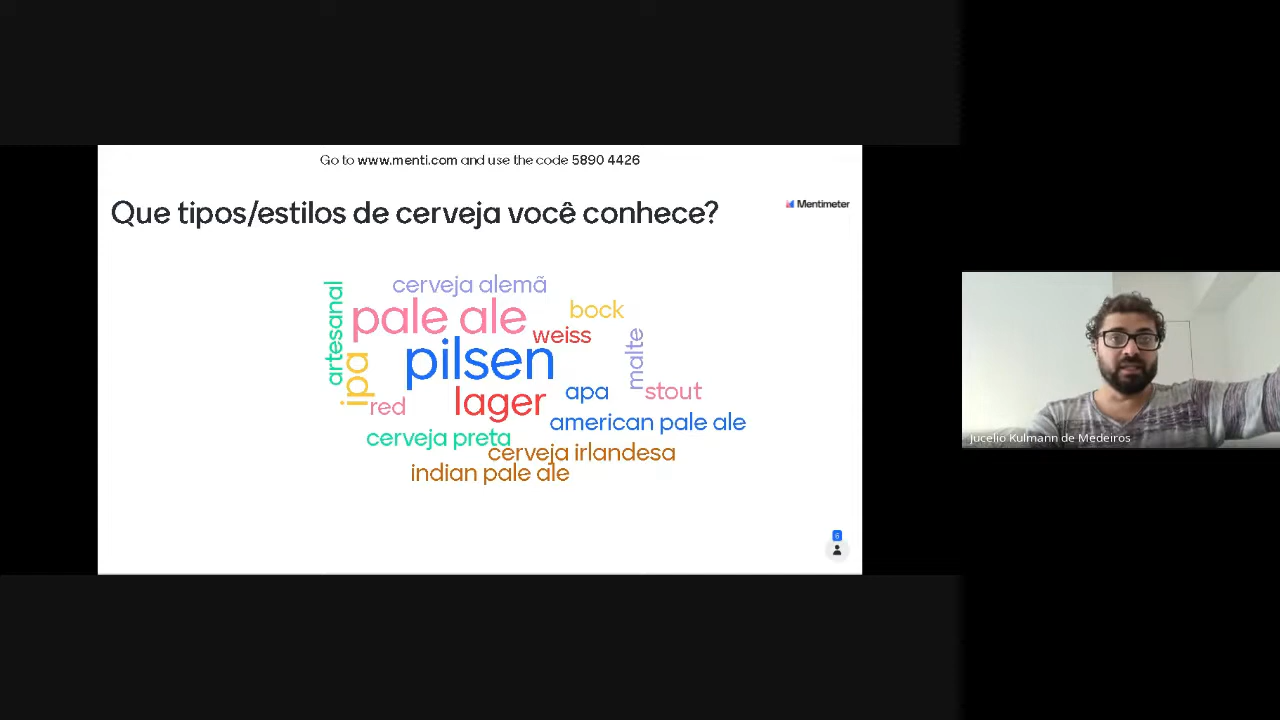 Go to www.menti.com and use the code 5890 4426
Que tipos/estilos de cerveja você conhece?
Mentimeter
cerveja alemã
artesanal
pale ale
bock
weiss
pilsen
malte
ipa
apa
stout
red
lager
american pale ale
cerveja preta
cerveja irlandesa
indian pale ale
6
Jucelio Kulmann de Medeiros